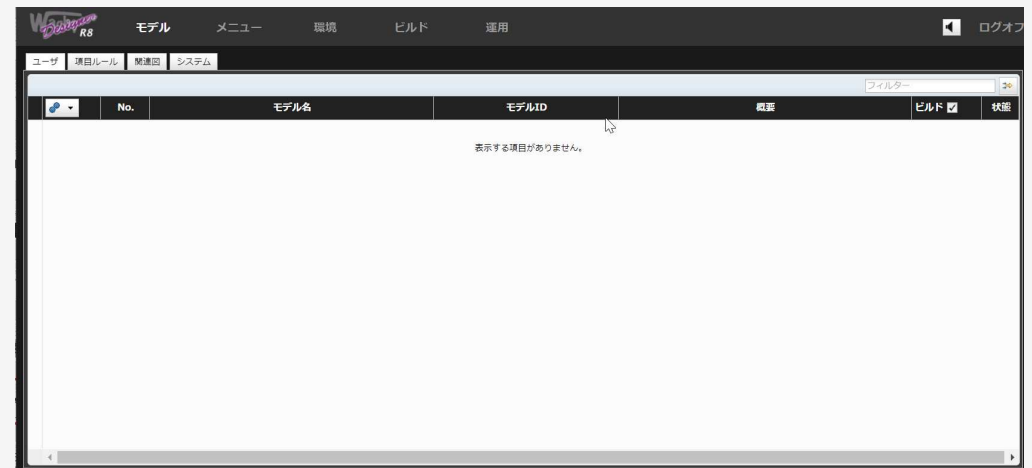 Wagby Designer R8 モデル メニュー 環境 ビルド 運用 ログオフ
ユーザ 項目ルール 関連図 システム
フィルター
No. モデル名 モデルID 概要 ビルド 状態
表示する項目がありません。